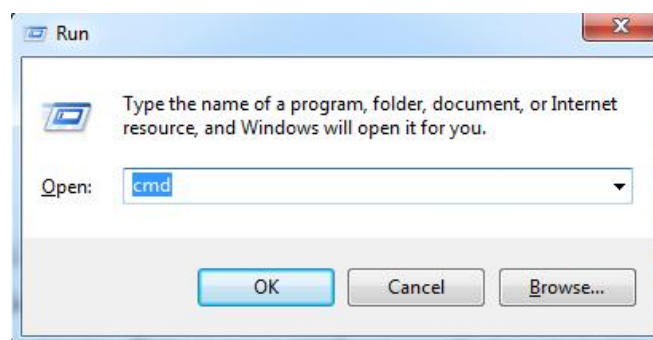 Run
Type the name of a program, folder, document, or Internet
resource, and Windows will open it for you.
Open: cmd
OK Cancel Browse...